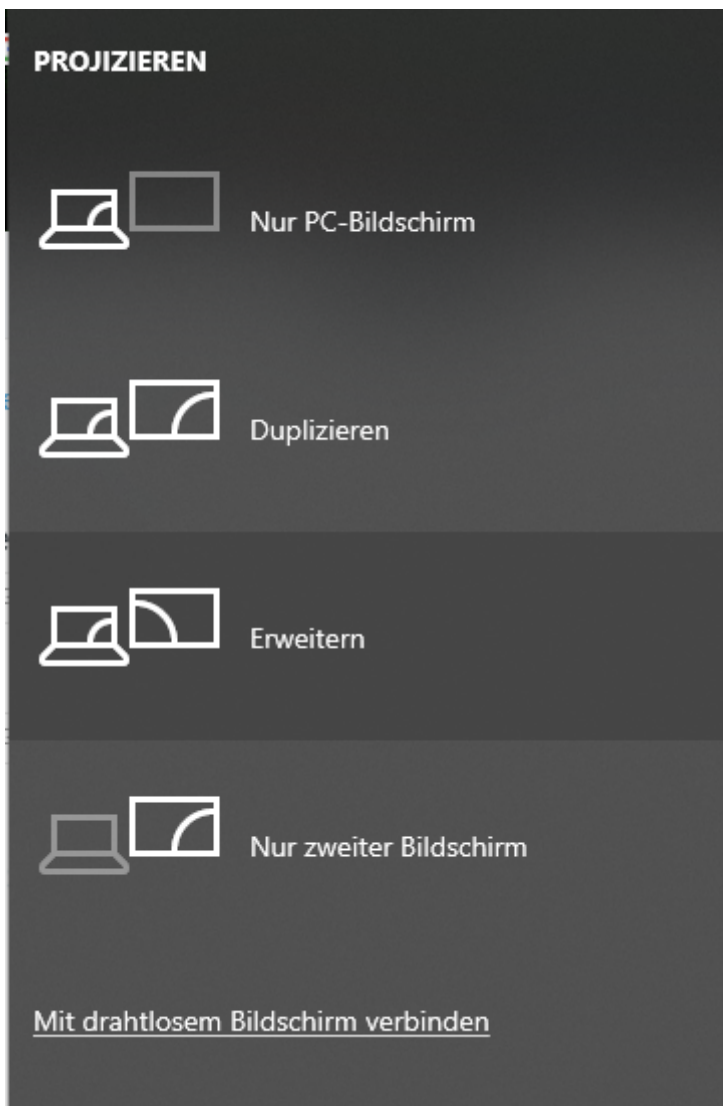 PROJIZIEREN
Nur PC-Bildschirm
Duplizieren
Erweitern
Nur zweiter Bildschirm
Mit drahtlosem Bildschirm verbinden